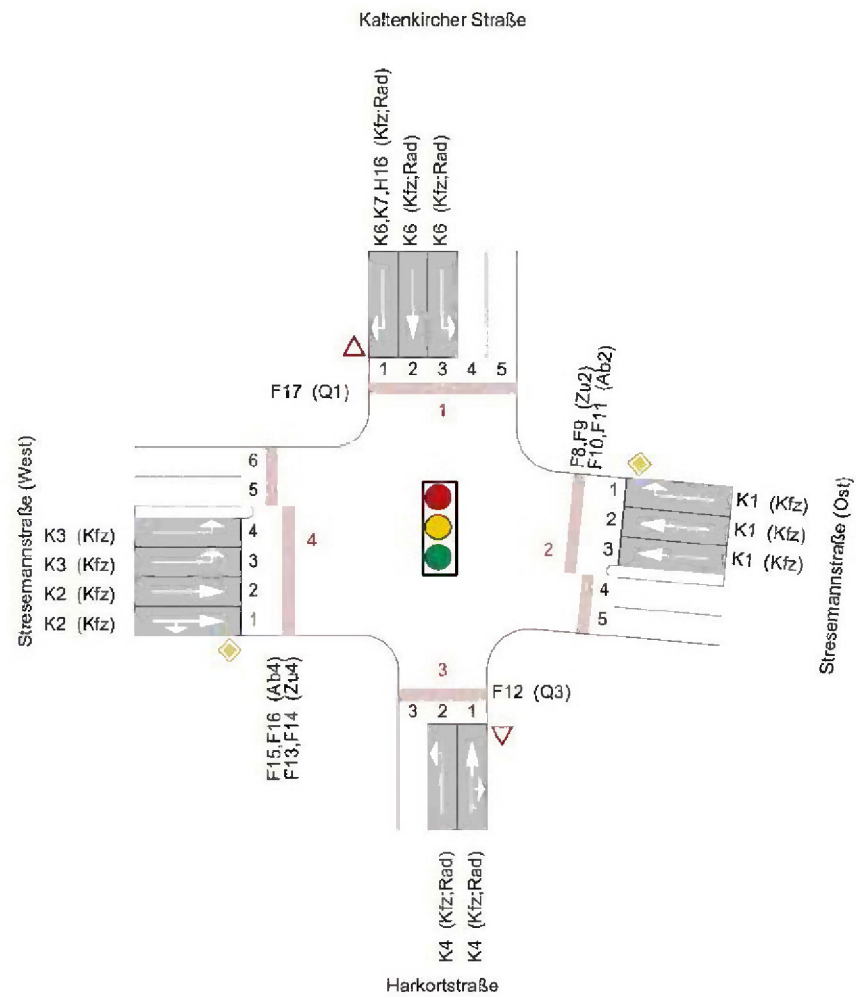 Kaltenkircher Straße
K6,K7,H16 (Kfz;Rad)
K6 (Kfz;Rad)
K6 (Kfz;Rad)
1 2 3 4 5
F17 (Q1)
1
F8,F9 (Zu2)
F10,F11 (Ab2)
Stresemannstraße (West)
6
5
4
3
2
1
4
K3 (Kfz)
K3 (Kfz)
K2 (Kfz)
K2 (Kfz)
2
1
2
3
4
5
K1 (Kfz)
K1 (Kfz)
K1 (Kfz)
Stresemannstraße (Ost)
F15,F16 (Ab4)
F13,F14 (Zu4)
3
F12 (Q3)
3 2 1
K4 (Kfz;Rad)
K4 (Kfz;Rad)
Harkortstraße